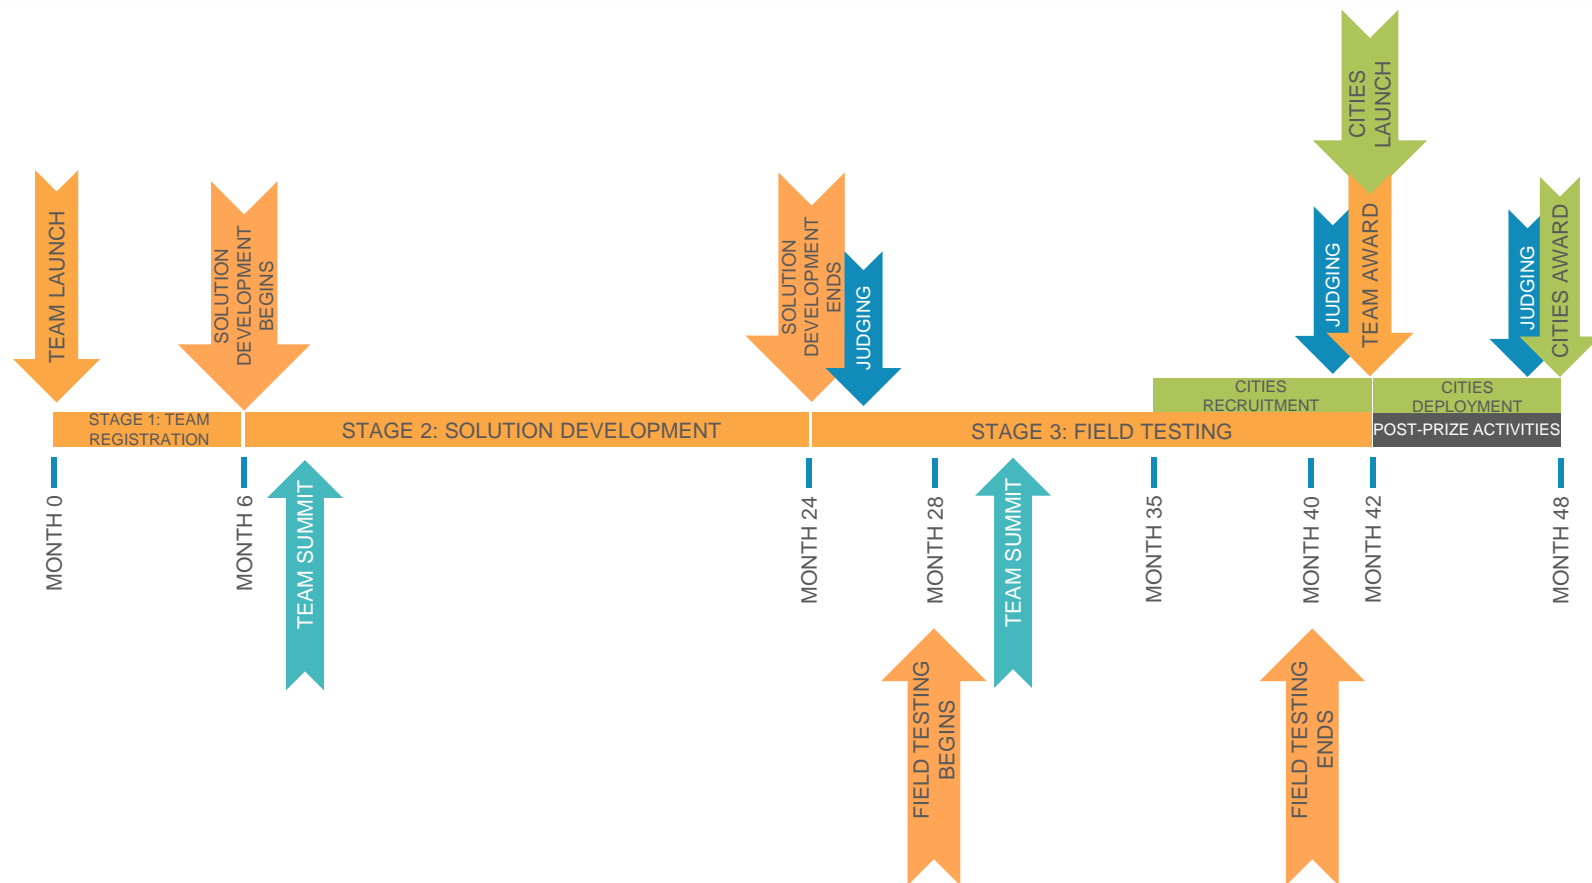 CITIES
LAUNCH
TEAM LAUNCH
SOLUTION
DEVELOPMENT
BEGINS
SOLUTION
DEVELOPMENT
ENDS
JUDGING
JUDGING
TEAM AWARD
JUDGING
CITIES AWARD
CITIES
RECRUITMENT
CITIES
DEPLOYMENT
STAGE 1: TEAM
REGISTRATION
STAGE 2: SOLUTION DEVELOPMENT
STAGE 3: FIELD TESTING
POST-PRIZE ACTIVITIES
MONTH 0
MONTH 6
TEAM SUMMIT
MONTH 24
MONTH 28
TEAM SUMMIT
MONTH 35
MONTH 40
MONTH 42
MONTH 48
FIELD TESTING
BEGINS
FIELD TESTING
ENDS